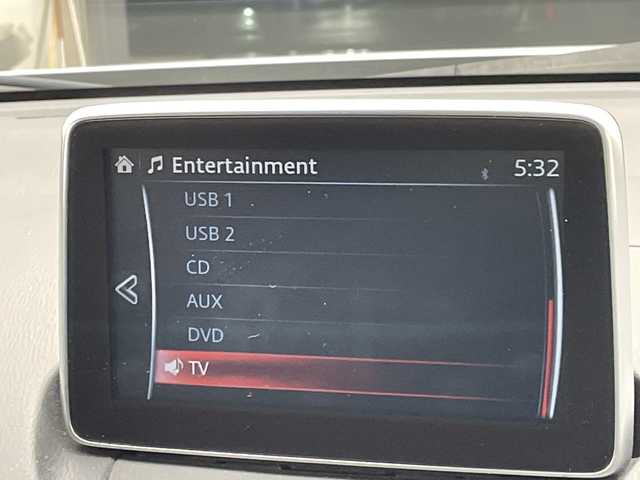 Entertainment 5:32
USB 1
USB 2
CD
AUX
DVD
TV